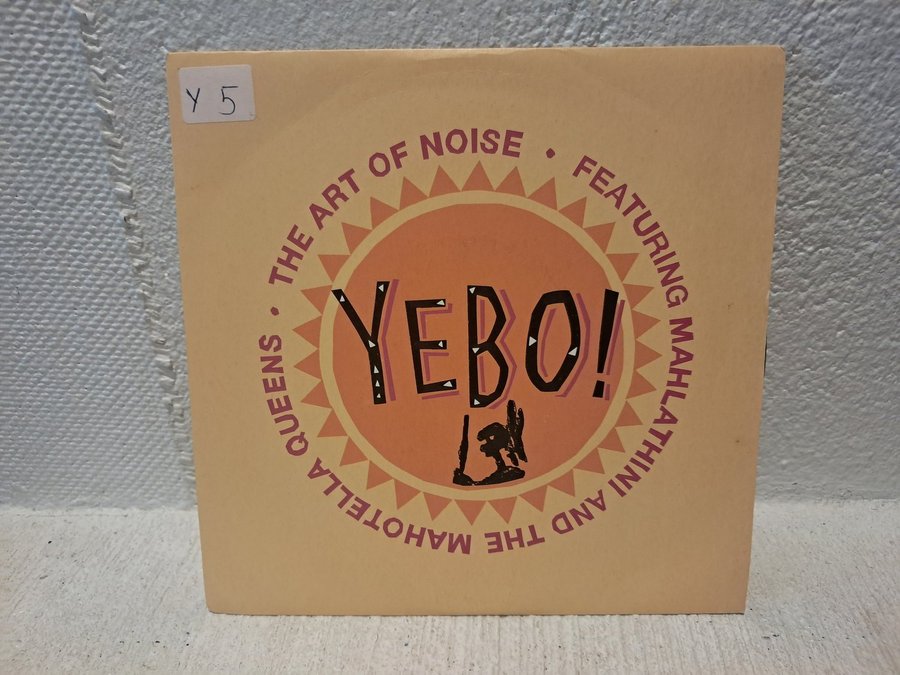 Y 5
THE ART OF NOISE • FEATURING MAHLATHINI AND THE MAHOTELLA QUEENS •
YEBO!